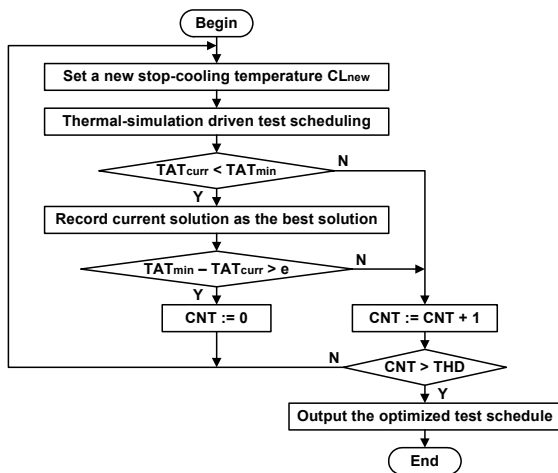 Begin
Set a new stop-cooling temperature CLnew
Thermal-simulation driven test scheduling
TATcurr < TATmin
N
Y
Record current solution as the best solution
TATmin – TATcurr > e
N
Y
CNT := 0
CNT := CNT + 1
N
CNT > THD
Y
Output the optimized test schedule
End